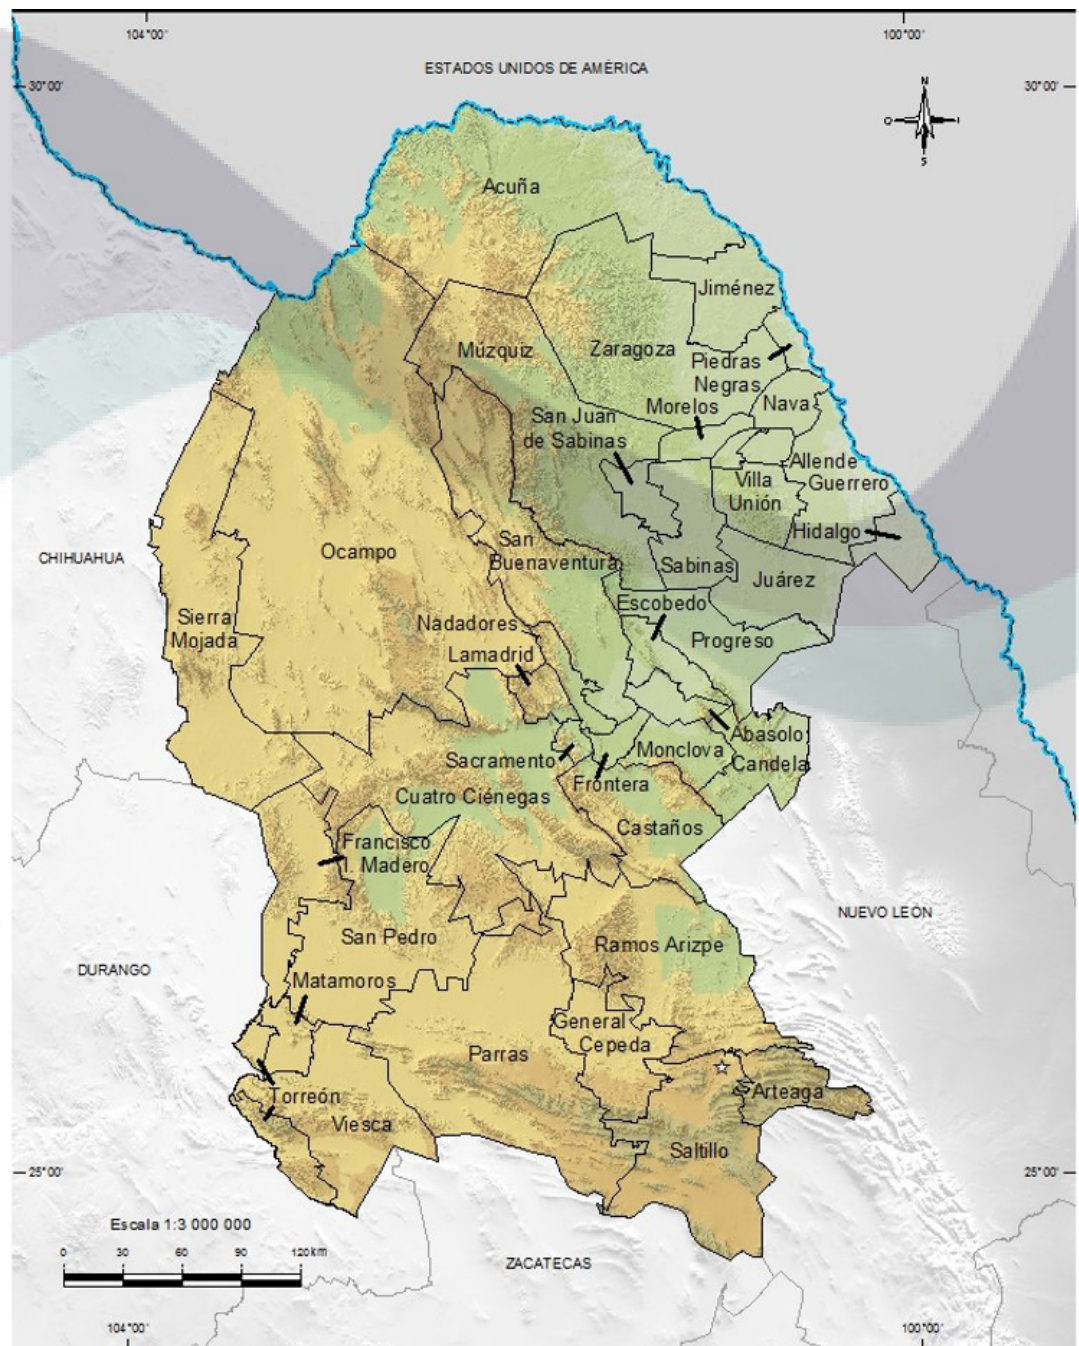 104°00'
100°00'
ESTADOS UNIDOS DE AMÉRICA
30°00'
30°00'
N
O
I
S
Acuña
Jiménez
Múzquiz
Zaragoza
Piedras
Negras
Morelos
Nava
San Juan
de Sabinas
Allende
Guerrero
Villa
Unión
Hidalgo
CHIHUAHUA
Ocampo
San
Buenaventura
Sabinas
Juárez
Escobedo
Sierra
Mojada
Nadadores
Progreso
Lamadrid
Abasolo
Monclova
Candela
Sacramento
Frontera
Cuatro Ciénegas
Castaños
Francisco
I. Madero
NUEVO LEÓN
San Pedro
Ramos Arizpe
DURANGO
Matamoros
General
Cepeda
Parras
Arteaga
Torreón
Viesca
Saltillo
25°00'
25°00'
Escala 1:3 000 000
0 30 60 90 120km
ZACATECAS
104°00'
100°00'